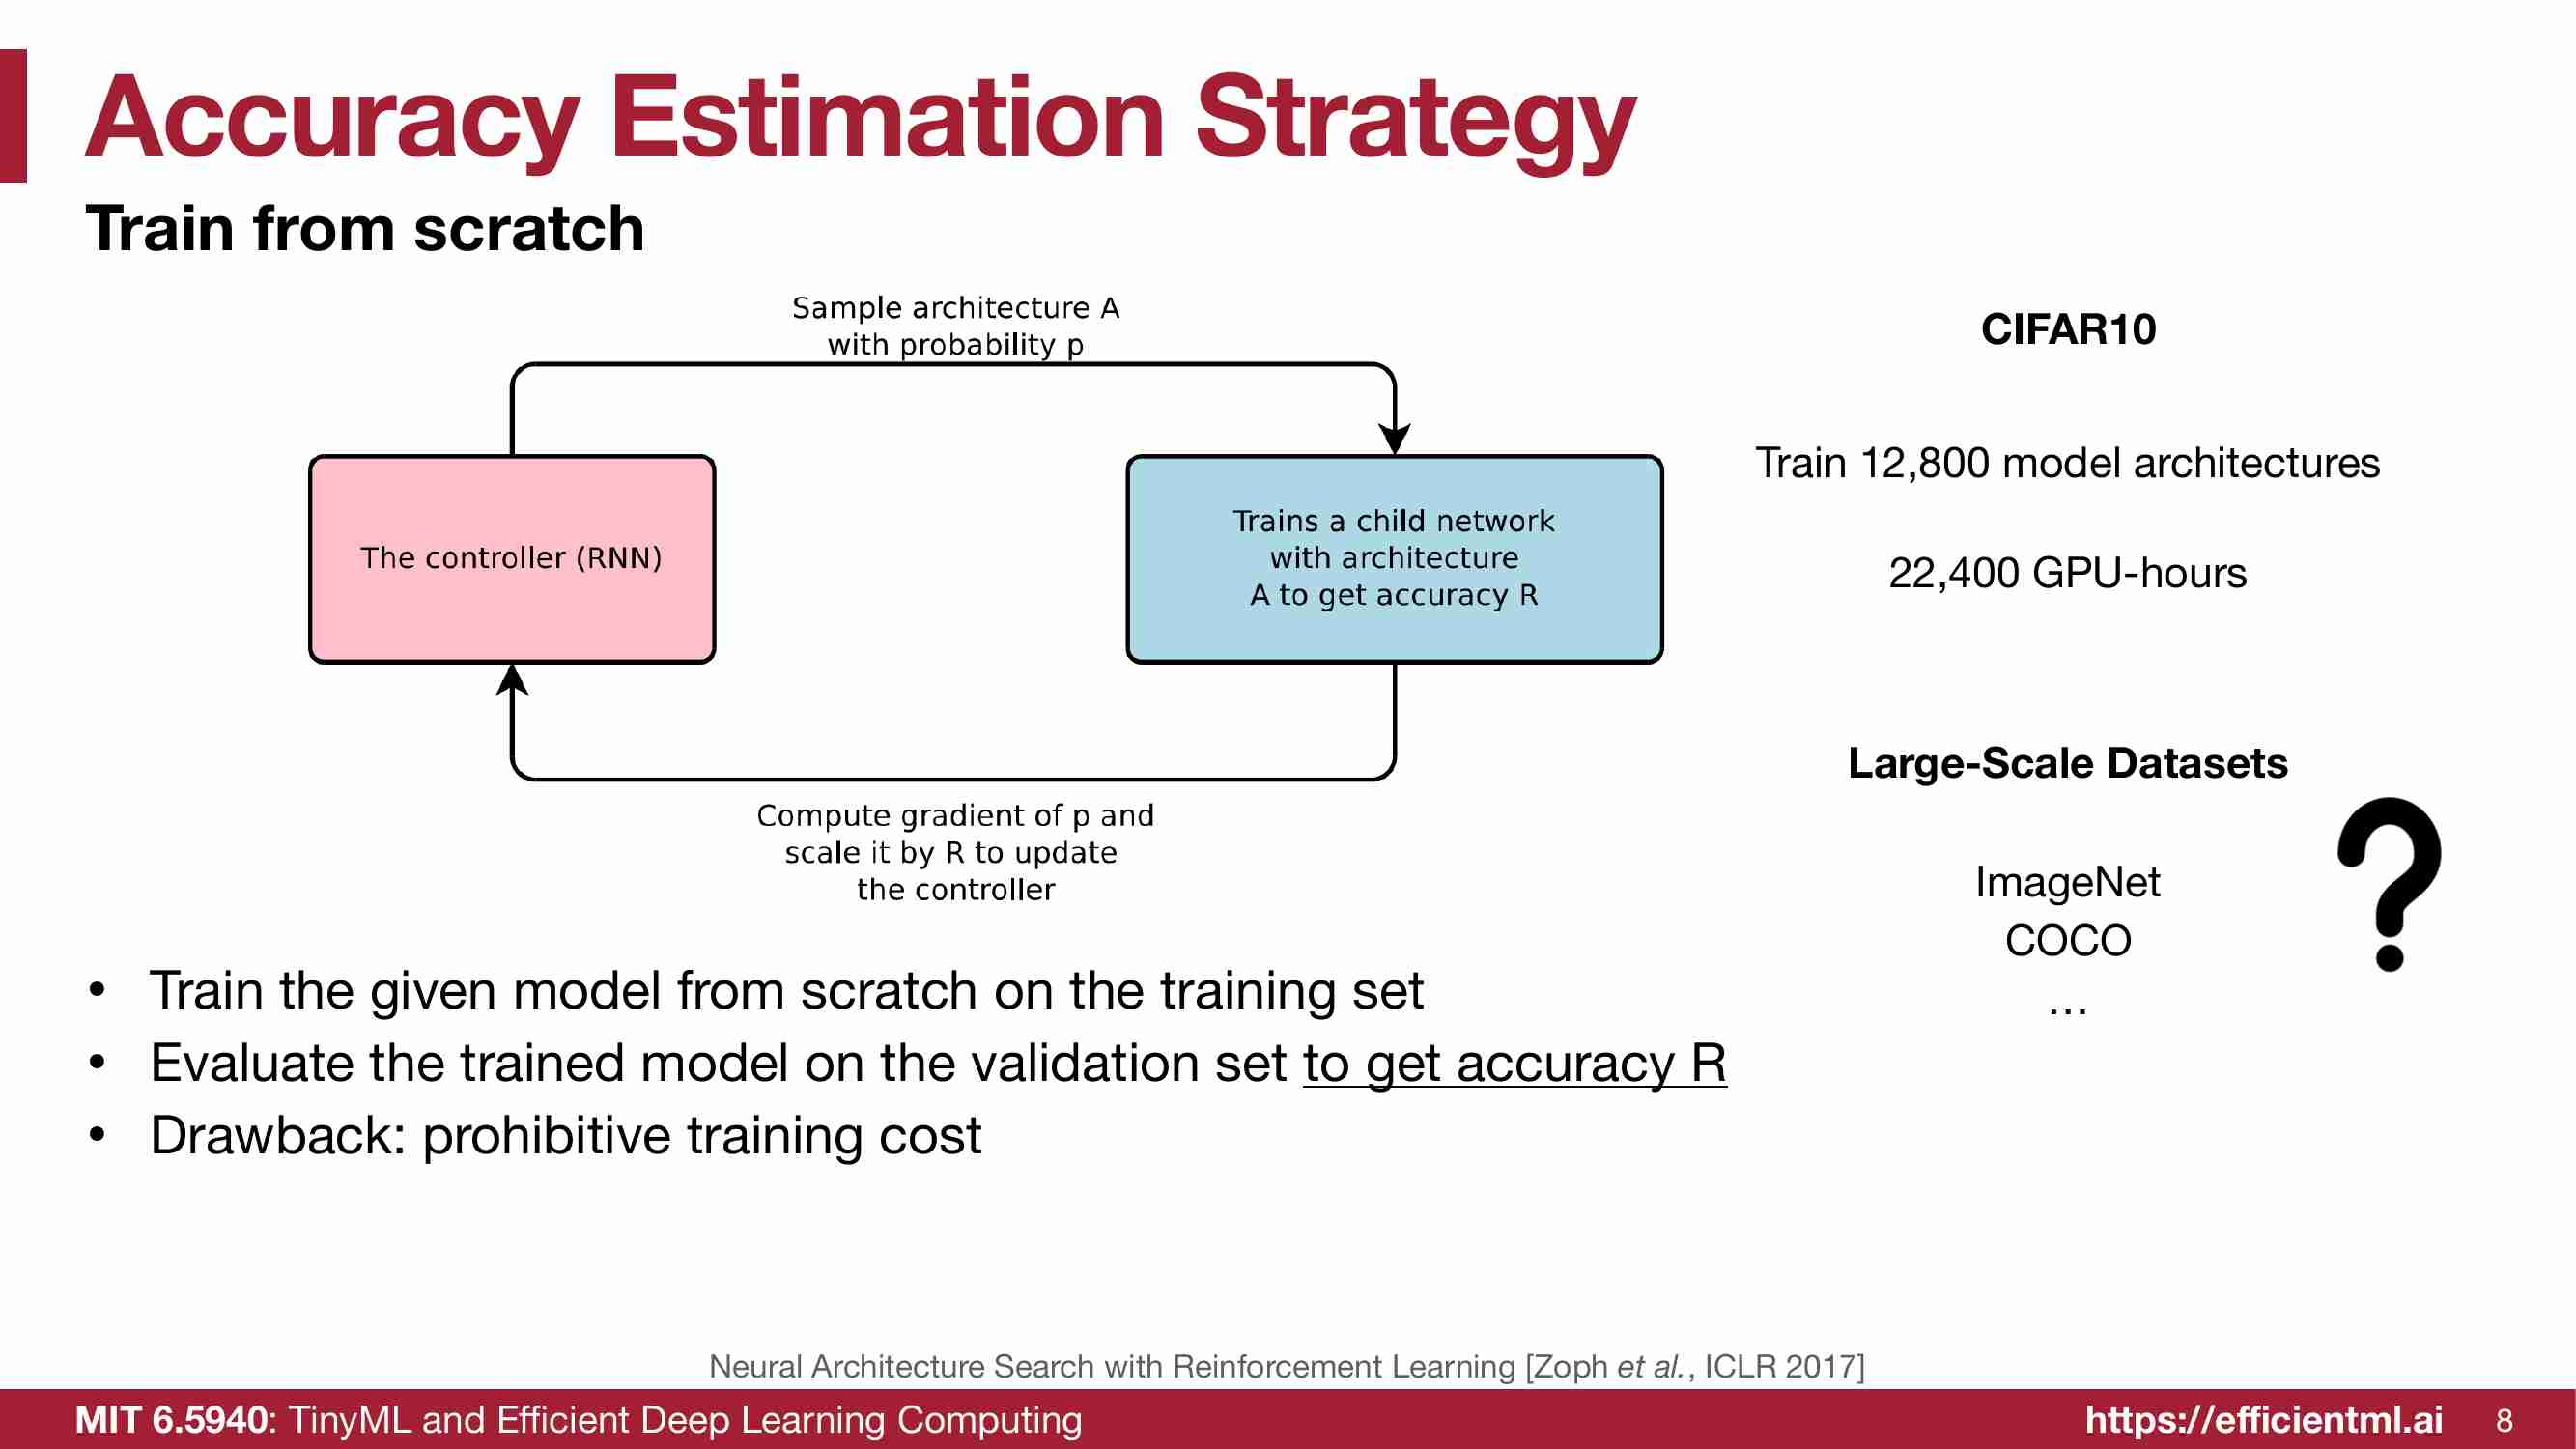 Accuracy Estimation Strategy
Train from scratch
Sample architecture A
with probability p
The controller (RNN)
Trains a child network
with architecture
A to get accuracy R
Compute gradient of p and
scale it by R to update
the controller
CIFAR10
Train 12,800 model architectures
22,400 GPU-hours
Large-Scale Datasets
ImageNet
COCO
...
?
• Train the given model from scratch on the training set
• Evaluate the trained model on the validation set to get accuracy R
• Drawback: prohibitive training cost
Neural Architecture Search with Reinforcement Learning [Zoph et al., ICLR 2017]
MIT 6.5940: TinyML and Efficient Deep Learning Computing
https://efficientml.ai
8